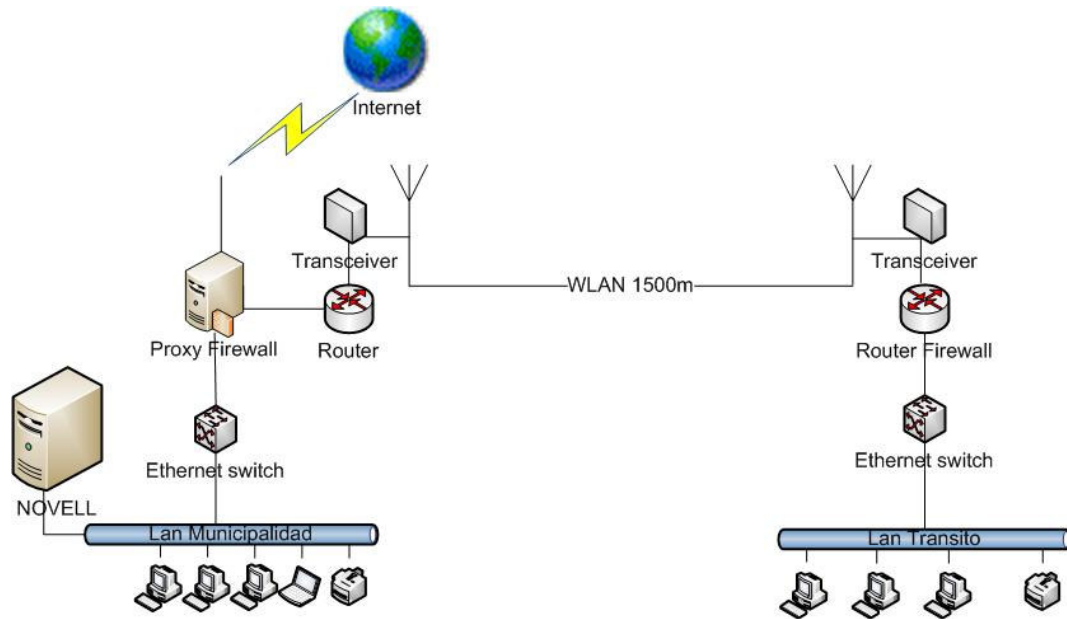 Internet
Transceiver
Transceiver
WLAN 1500m
Proxy Firewall
Router
Router Firewall
Ethernet switch
Ethernet switch
NOVELL
Lan Municipalidad
Lan Transito